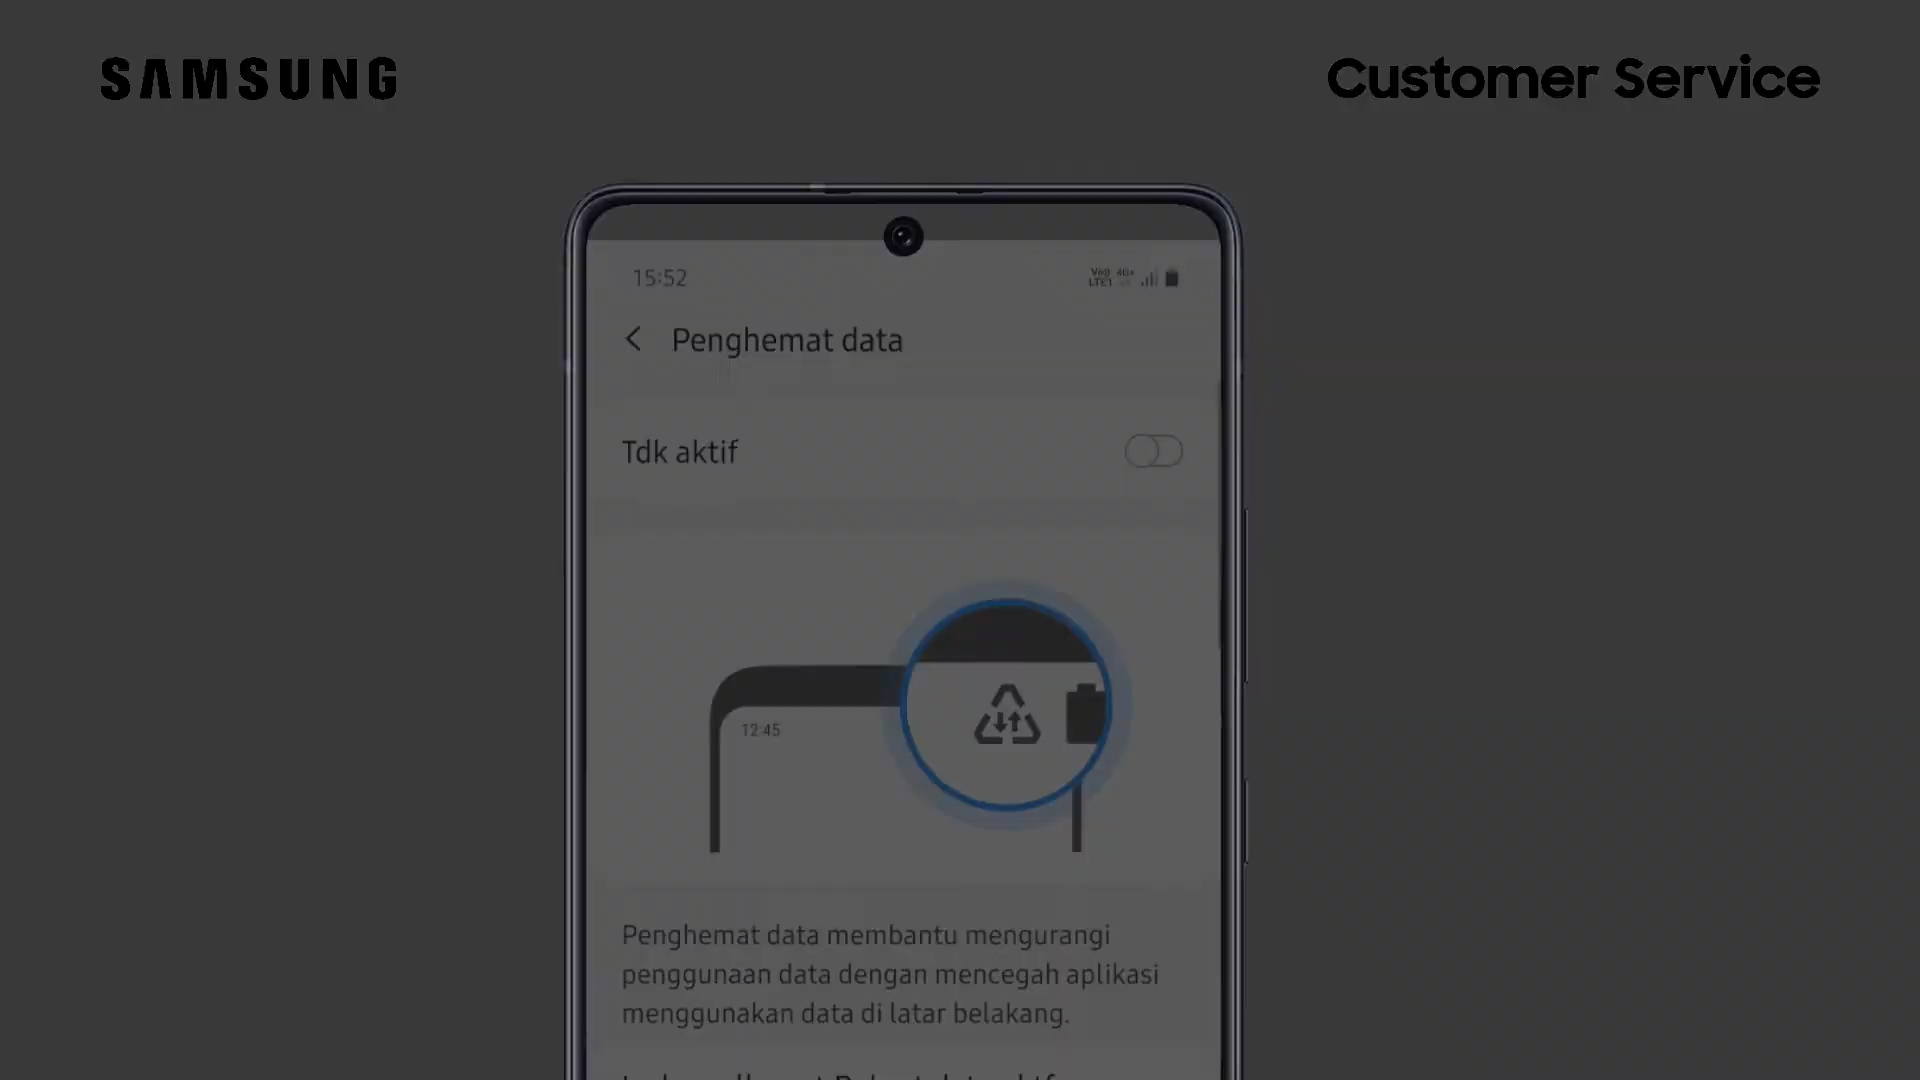 SAMSUNG
Customer Service
15:52
Penghemat data
Tdk aktif
12:45
Penghemat data membantu mengurangi
penggunaan data dengan mencegah aplikasi
menggunakan data di latar belakang.